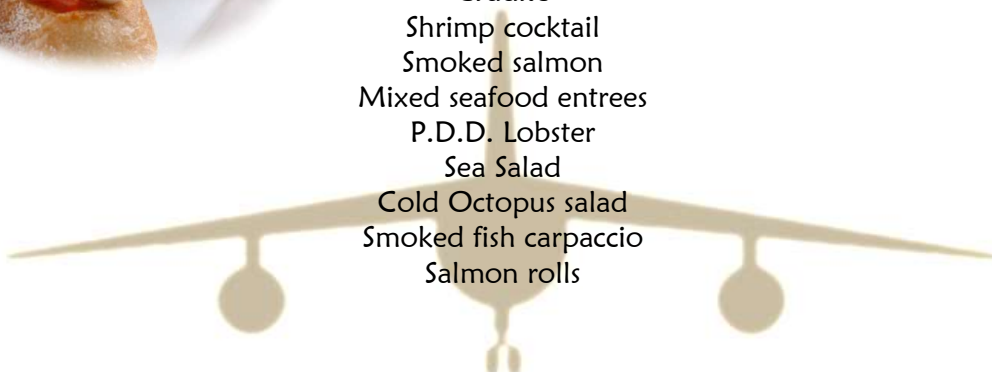 Shrimp cocktail
Smoked salmon
Mixed seafood entrees
P.D.D. Lobster
Sea Salad
Cold Octopus salad
Smoked fish carpaccio
Salmon rolls